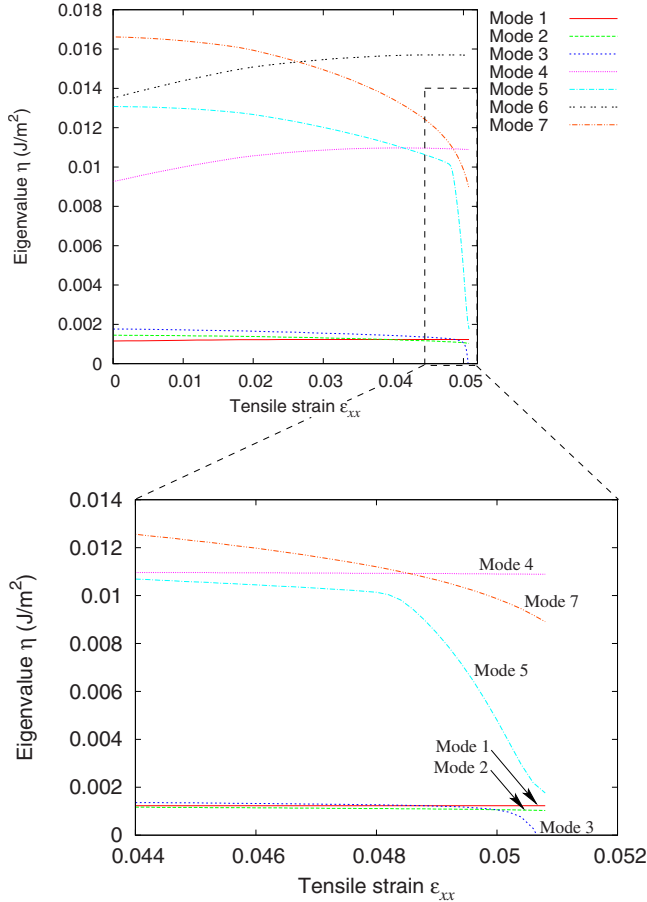 0.018
0.016
0.014
0.012
0.01
0.008
0.006
0.004
0.002
0
Eigenvalue η (J/m²)
0 0.01 0.02 0.03 0.04 0.05
Tensile strain εxx
Mode 1
Mode 2
Mode 3
Mode 4
Mode 5
Mode 6
Mode 7
0.014
0.012
0.01
0.008
0.006
0.004
0.002
0
Eigenvalue η (J/m²)
Mode 4
Mode 7
Mode 5
Mode 1
Mode 2
Mode 3
0.044 0.046 0.048 0.05 0.052
Tensile strain εxx